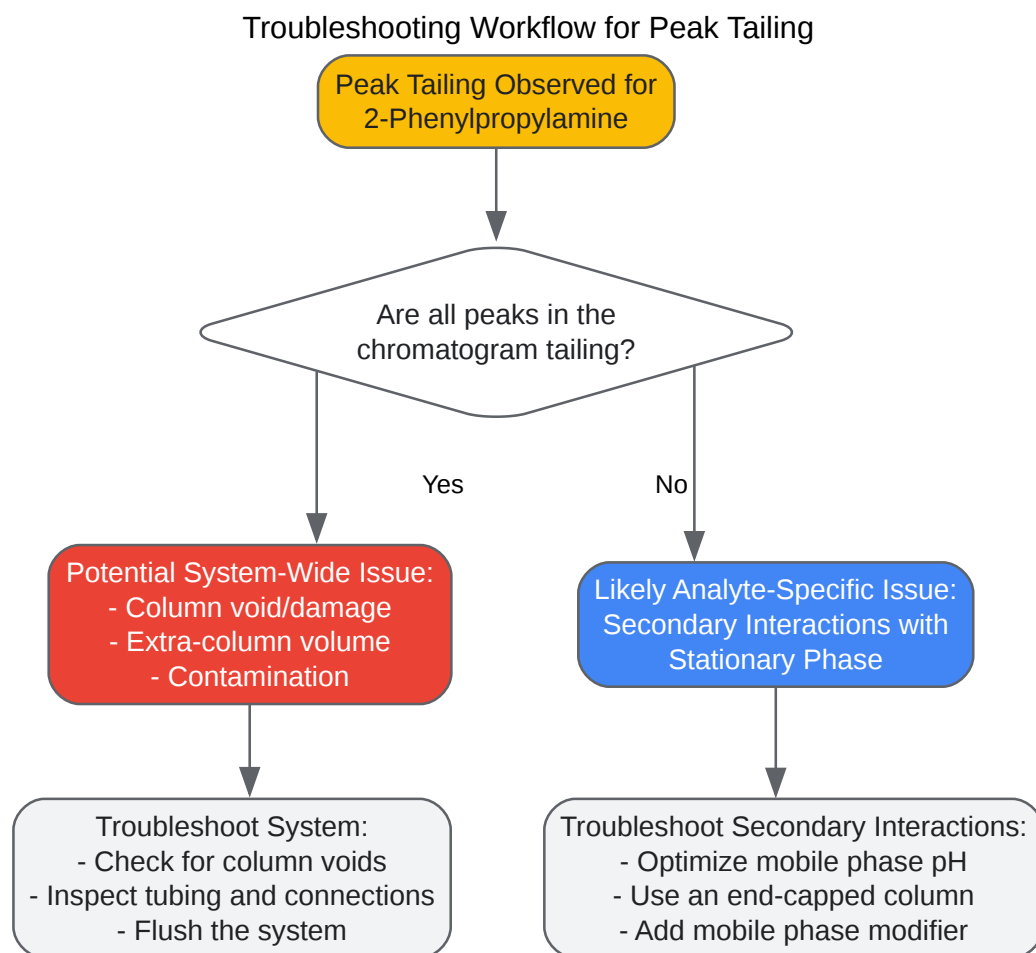 Troubleshooting Workflow for Peak Tailing
Peak Tailing Observed for
2-Phenylpropylamine
Are all peaks in the
chromatogram tailing?
Yes
No
Potential System-Wide Issue:
- Column void/damage
- Extra-column volume
- Contamination
Likely Analyte-Specific Issue:
Secondary Interactions with
Stationary Phase
Troubleshoot System:
- Check for column voids
- Inspect tubing and connections
- Flush the system
Troubleshoot Secondary Interactions:
- Optimize mobile phase pH
- Use an end-capped column
- Add mobile phase modifier